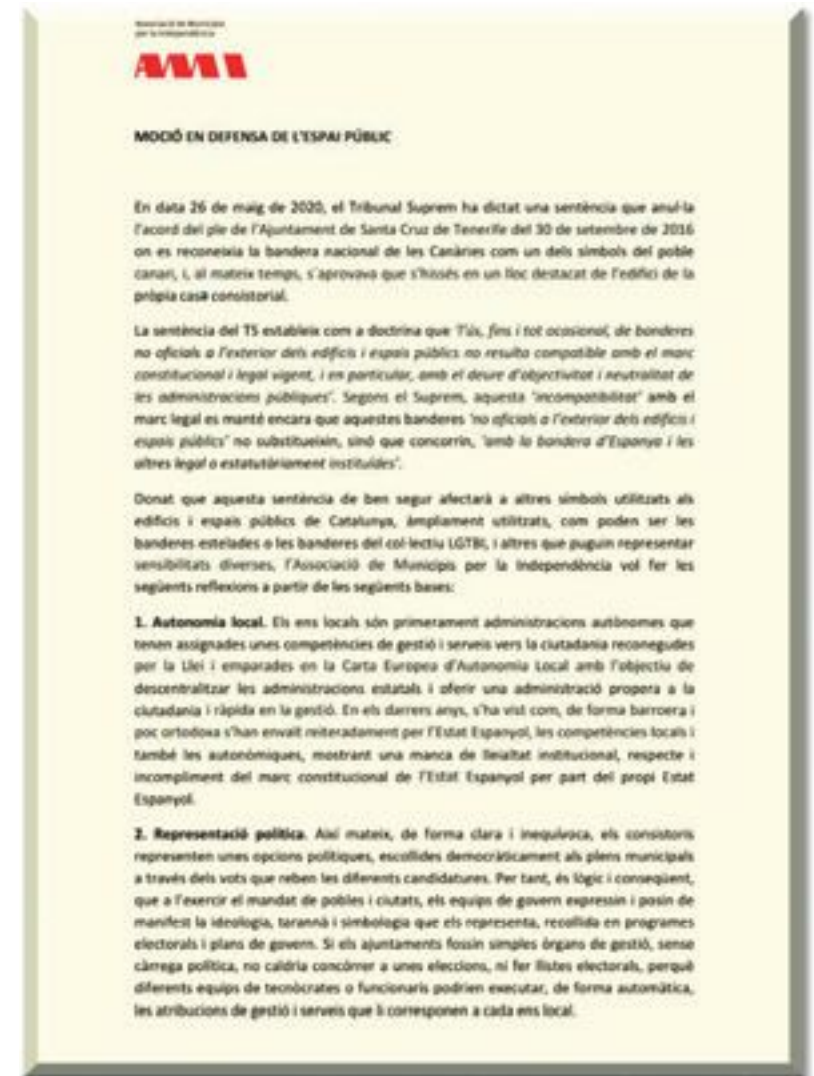 Associació de Municipis
per la Independència
AMI
MOCIÓ EN DEFENSA DE L'ESPAI PÚBLIC
En data 26 de maig de 2020, el Tribunal Suprem ha dictat una sentència que anul·la
l'acord del ple de l'Ajuntament de Santa Cruz de Tenerife del 30 de setembre de 2016
on es reconeixia la bandera nacional de les Canàries com un dels símbols del poble
canari, i, al mateix temps, s´aprovava que s'hissés en un lloc destacat de l'edifici de la
pròpia casa consistorial.
La sentència del TS estableix com a doctrina que 'l'ús, fins i tot ocasional, de banderes
no oficials a l'exterior dels edificis i espais públics no resulta compatible amb el marc
constitucional i legal vigent, i en particular, amb el deure d'objectivitat i neutralitat de
les administracions públiques'. Segons el Suprem, aquesta 'incompatibilitat' amb el
marc legal es manté encara que aquestes banderes 'no oficials a l'exterior dels edificis i
espais públics' no substitueixin, sinó que concorrin, 'amb la bandera d'Espanya i les
altres legal o estatutàriament instituïdes'.
Donat que aquesta sentència de ben segur afectarà a altres símbols utilitzats als
edificis i espais públics de Catalunya, àmpliament utilitzats, com poden ser les
banderes estelades o les banderes del col·lectiu LGTBI, i altres que puguin representar
sensibilitats diverses, l'Associació de Municipis per la Independència vol fer les
següents reflexions a partir de les següents bases:
1. Autonomia local. Els ens locals són primerament administracions autònomes que
tenen assignades unes competències de gestió i serveis vers la ciutadania reconegudes
per la Llei i emparades en la Carta Europea d'Autonomia Local amb l'objectiu de
descentralitzar les administracions estatals i oferir una administració propera a la
ciutadania i ràpida en la gestió. En els darrers anys, s'ha vist com, de forma barroera i
poc ortodoxa s'han envaït reiteradament per l'Estat Espanyol, les competències locals i
també les autonòmiques, mostrant una manca de lleialtat institucional, respecte i
incompliment del marc constitucional de l'Estat Espanyol per part del propi Estat
Espanyol.
2. Representació política. Així mateix, de forma clara i inequívoca, els consistoris
representen unes opcions polítiques, escollides democràticament als plens municipals
a través dels vots que reben les diferents candidatures. Per tant, és lògic i conseqüent,
que a l'exercir el mandat de pobles i ciutats, els equips de govern expressin i posin de
manifest la ideologia, tarannà i simbologia que els representa, recollida en programes
electorals i plans de govern. Si els ajuntaments fossin simples òrgans de gestió, sense
càrrega política, no caldria concórrer a unes eleccions, ni fer llistes electorals, perquè
diferents equips de tecnòcrates o funcionaris podrien executar, de forma automàtica,
les atribucions de gestió i serveis que li corresponen a cada ens local.